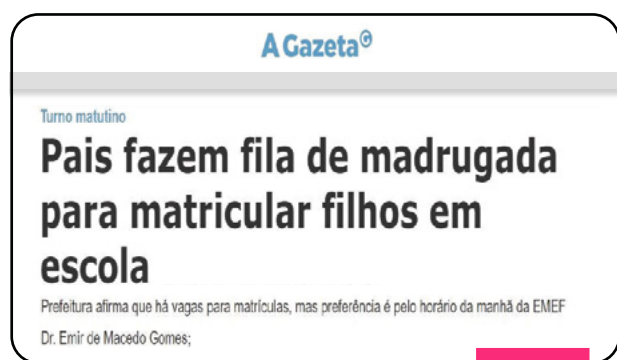 A Gazeta G
Turno matutino
Pais fazem fila de madrugada
para matricular filhos em
escola
Prefeitura afirma que há vagas para matrículas, mas preferência é pelo horário da manhã da EMEF
Dr. Emir de Macedo Gomes;